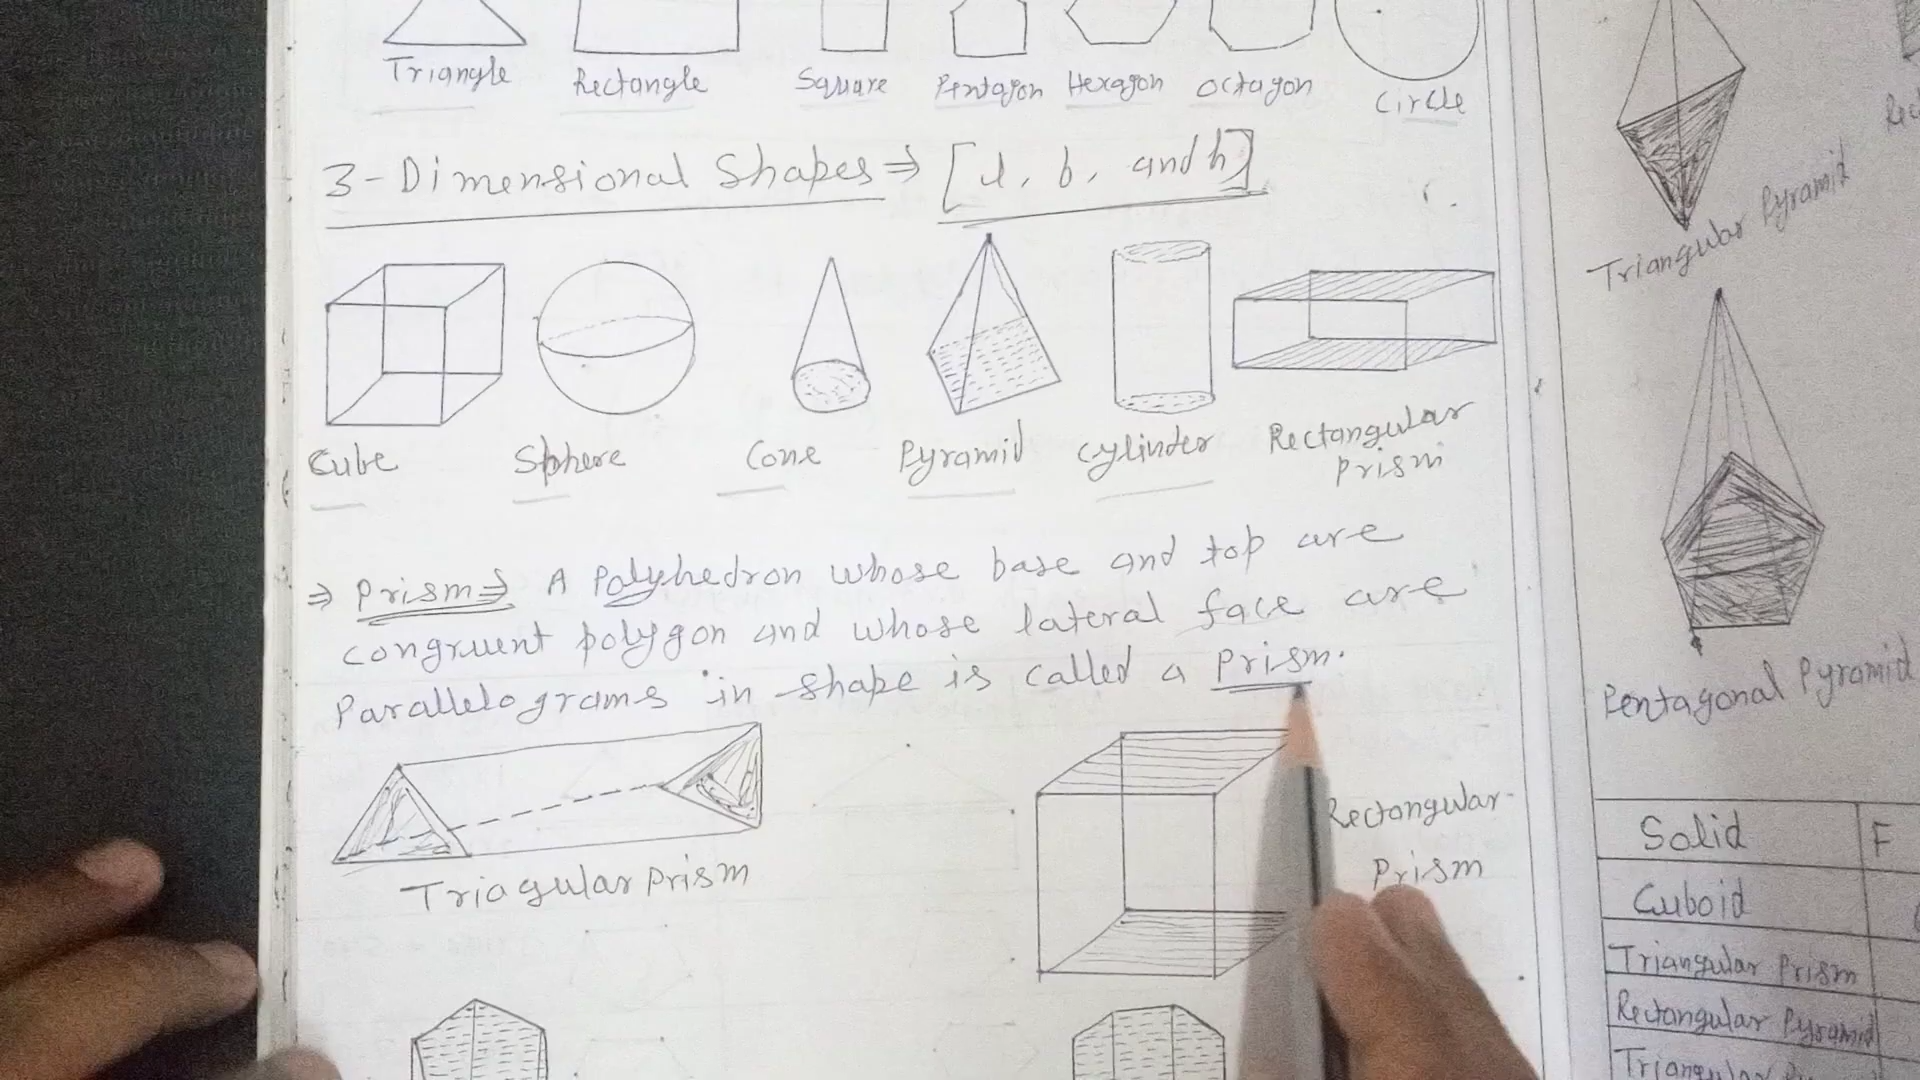 Triangle Rectangle Square Pentagon Hexagon Octagon Circle
3-Dimensional Shapes ⇒ [l, b, and h]
Cube Sphere Cone Pyramid Cylinder Rectangular
Prism
⇒ Prism ⇒ A Polyhedron whose base and top are
congruent polygon and whose lateral face are
Parallelograms in shape is called a Prism.
Triagular Prism
Rectangular
Prism
Triangular Pyramid
Pentagonal Pyramid
Solid F
Cuboid
Triangular Prism
Rectangular Pyramid